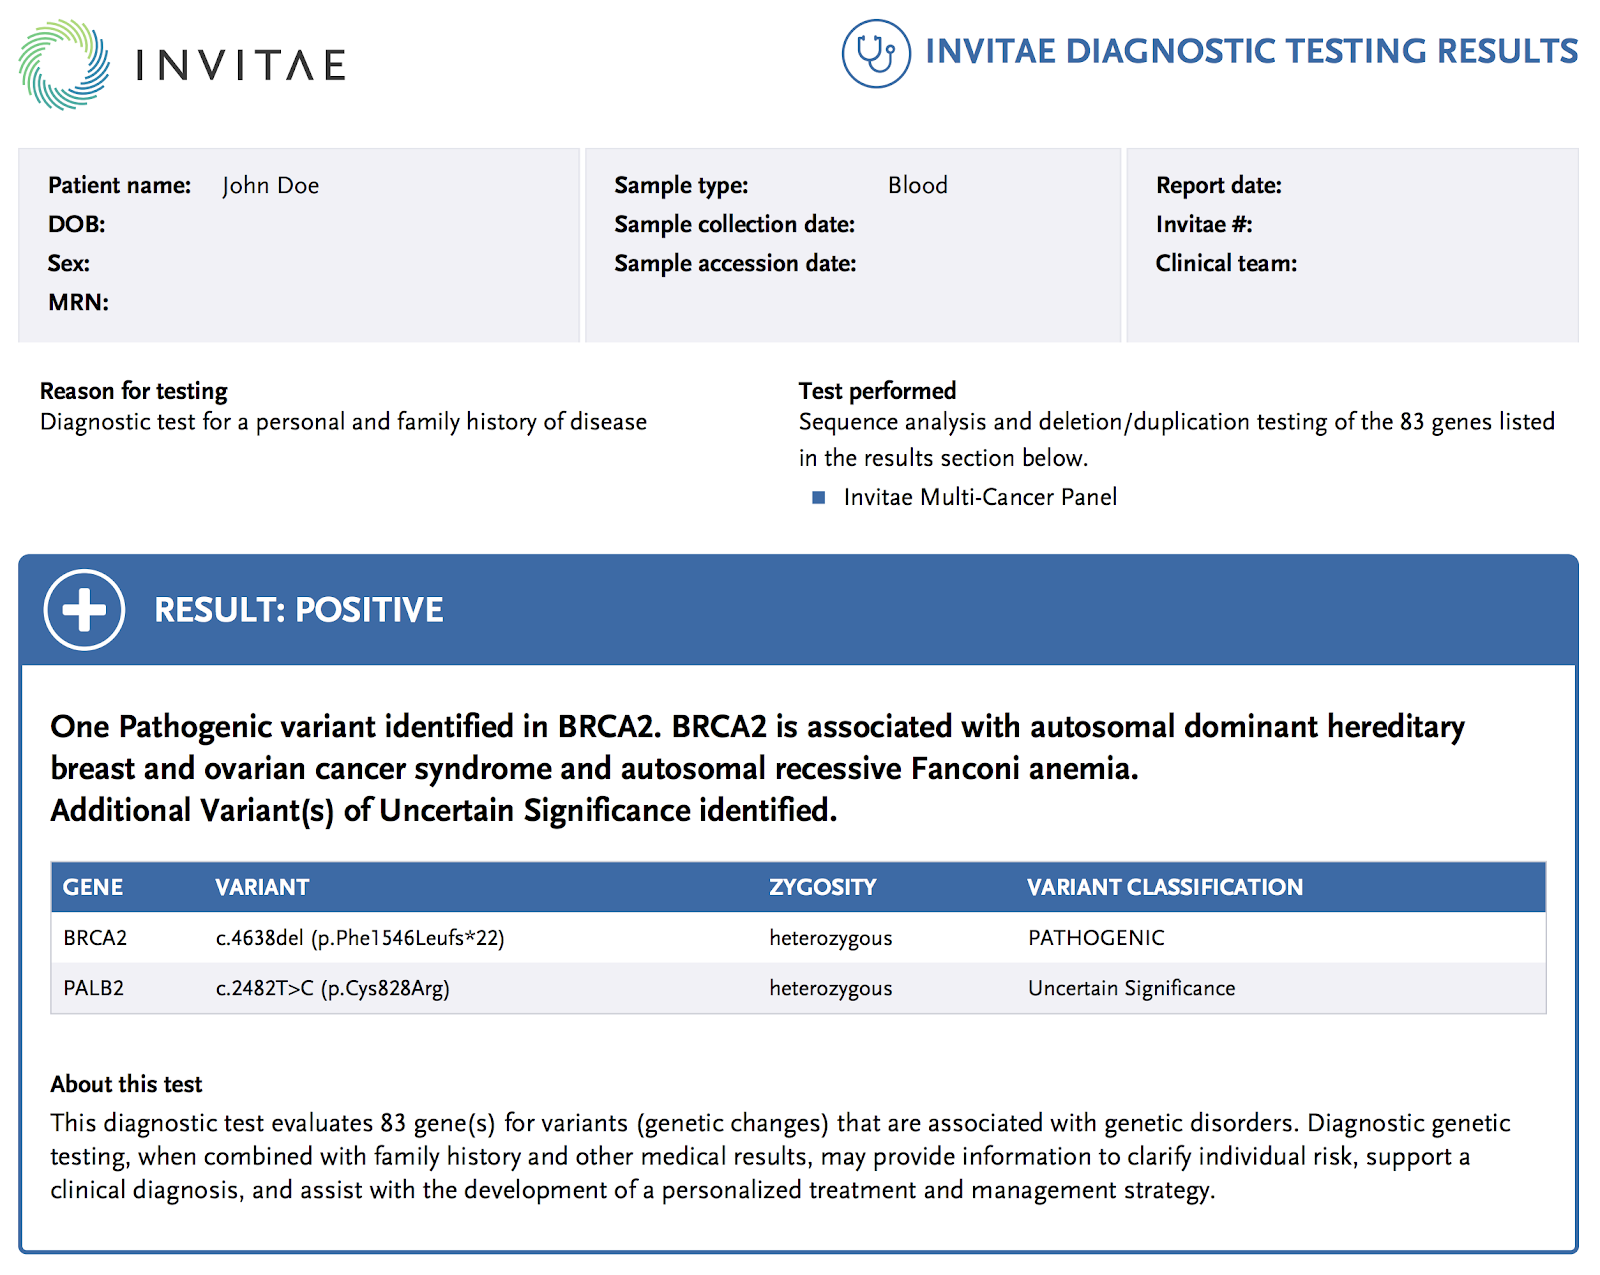 INVITAE
INVITAE DIAGNOSTIC TESTING RESULTS
Patient name: John Doe
DOB:
Sex:
MRN:
Sample type: Blood
Sample collection date:
Sample accession date:
Report date:
Invitae #:
Clinical team:
Reason for testing
Diagnostic test for a personal and family history of disease
Test performed
Sequence analysis and deletion/duplication testing of the 83 genes listed
in the results section below.
Invitae Multi-Cancer Panel
RESULT: POSITIVE
One Pathogenic variant identified in BRCA2. BRCA2 is associated with autosomal dominant hereditary
breast and ovarian cancer syndrome and autosomal recessive Fanconi anemia.
Additional Variant(s) of Uncertain Significance identified.
GENE VARIANT ZYGOSITY VARIANT CLASSIFICATION
BRCA2 c.4638del (p.Phe1546Leufs*22) heterozygous PATHOGENIC
PALB2 c.2482T>C (p.Cys828Arg) heterozygous Uncertain Significance
About this test
This diagnostic test evaluates 83 gene(s) for variants (genetic changes) that are associated with genetic disorders. Diagnostic genetic
testing, when combined with family history and other medical results, may provide information to clarify individual risk, support a
clinical diagnosis, and assist with the development of a personalized treatment and management strategy.